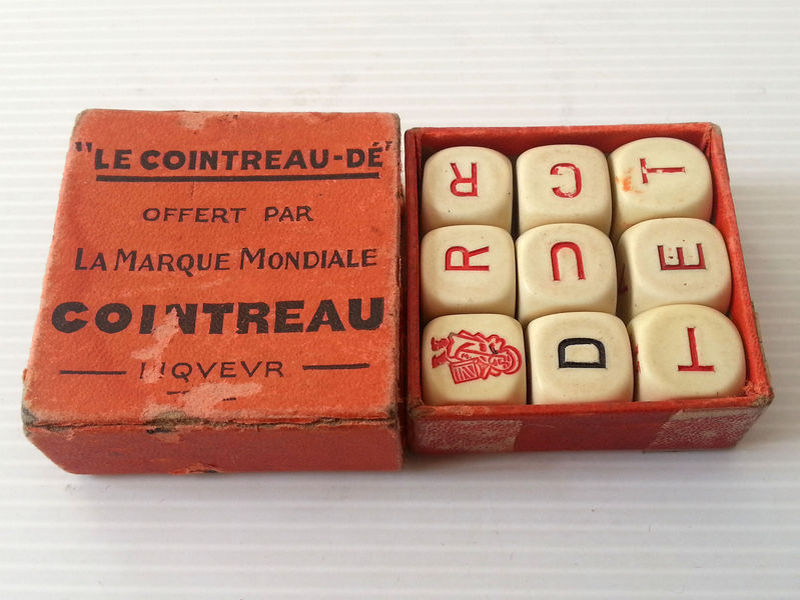 "LE COINTREAU-DÉ"
OFFERT PAR
LA MARQUE MONDIALE
COINTREAU
LIQVEVR
R C T
R U E
D T